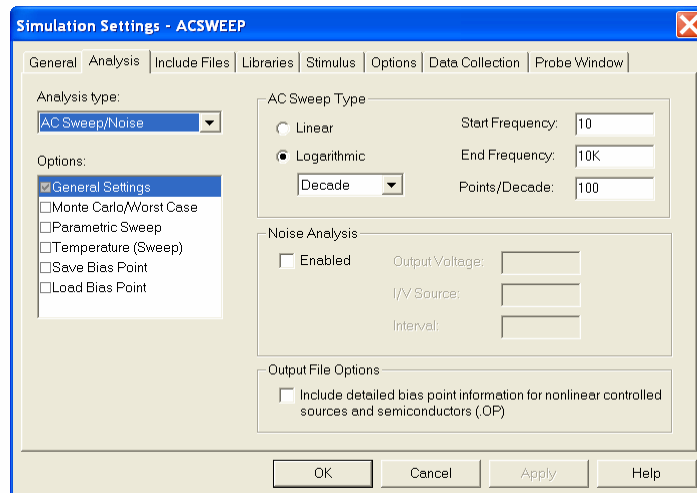 Simulation Settings - ACSWEEP
General Analysis Include Files Libraries Stimulus Options Data Collection Probe Window
Analysis type:
AC Sweep/Noise
Options:
General Settings
Monte Carlo/Worst Case
Parametric Sweep
Temperature (Sweep)
Save Bias Point
Load Bias Point
AC Sweep Type
Linear
Logarithmic
Decade
Start Frequency: 10
End Frequency: 10K
Points/Decade: 100
Noise Analysis
Enabled
Output Voltage:
I/V Source:
Interval:
Output File Options
Include detailed bias point information for nonlinear controlled
sources and semiconductors (.OP)
OK Cancel Apply Help